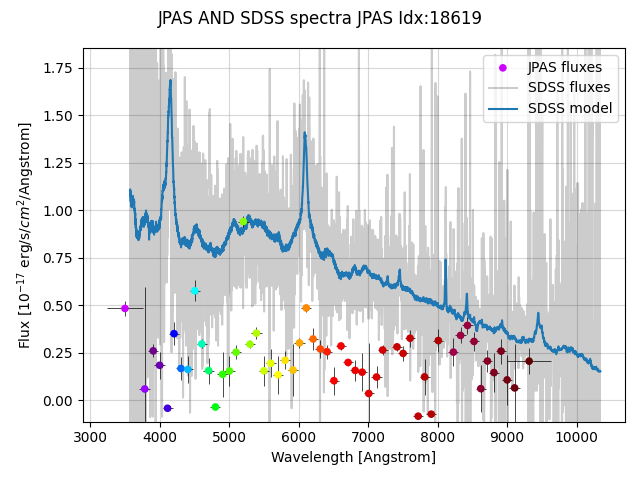 JPAS AND SDSS spectra JPAS Idx:18619
JPAS fluxes
SDSS fluxes
SDSS model
Flux [10⁻¹⁷ erg/s/cm²/Angstrom]
1.75
1.50
1.25
1.00
0.75
0.50
0.25
0.00
3000 4000 5000 6000 7000 8000 9000 10000
Wavelength [Angstrom]